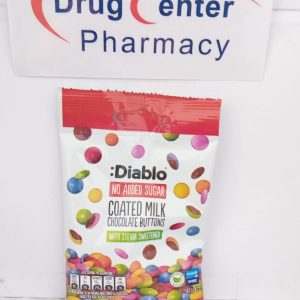 Drug Center
Pharmacy
:Diablo
NO ADDED SUGAR
COATED MILK
CHOCOLATE BUTTONS
WITH STEVIA SWEETENER